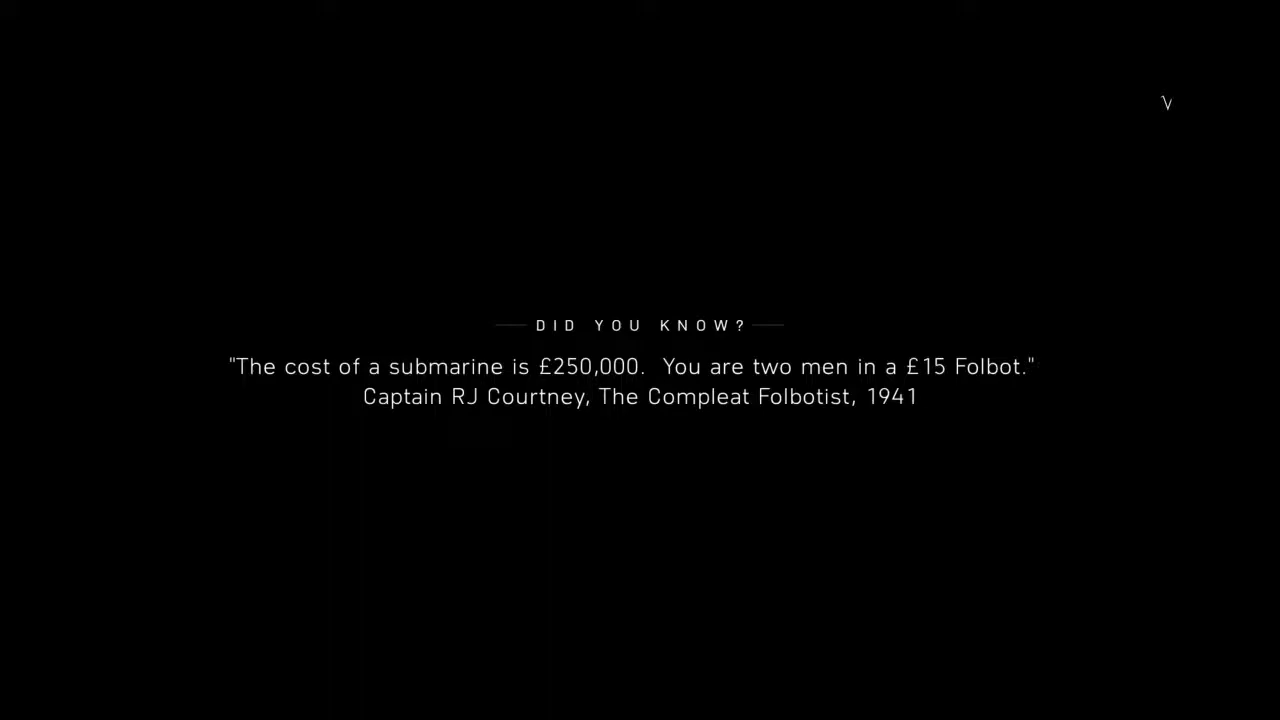 DID YOU KNOW?
"The cost of a submarine is £250,000.  You are two men in a £15 Folbot."
Captain RJ Courtney, The Compleat Folbotist, 1941